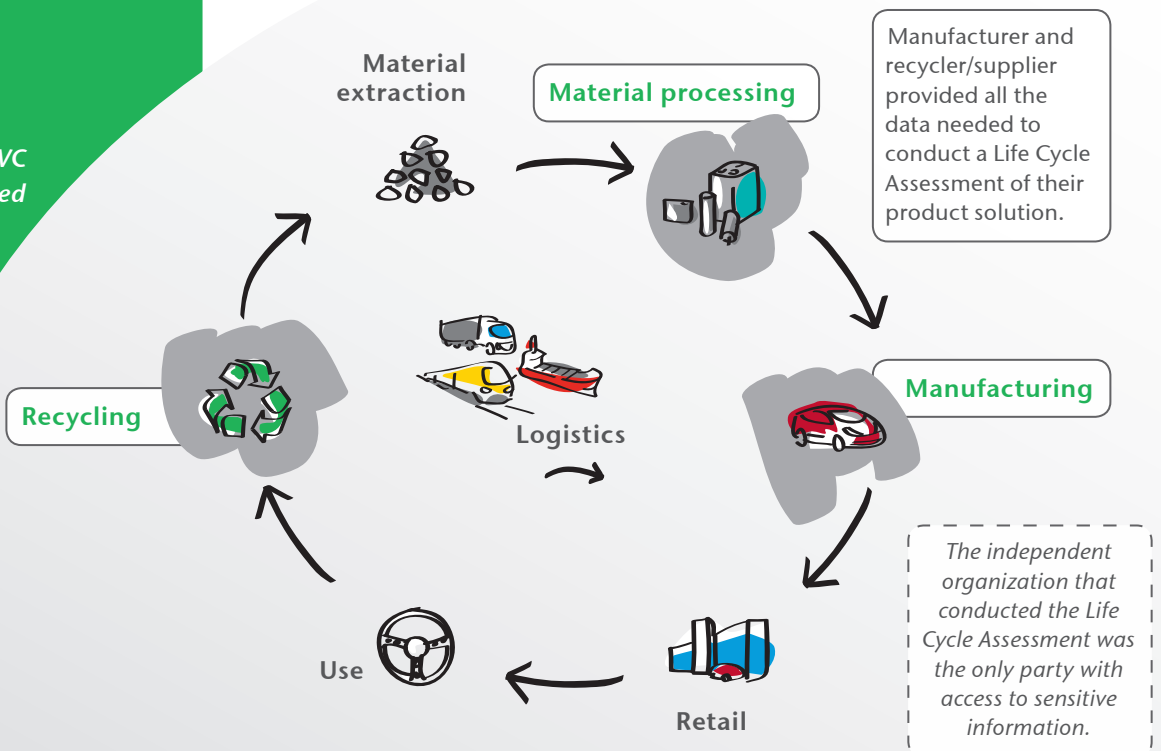 VC
ed
Material
extraction
Material processing
Manufacturer and
recycler/supplier
provided all the
data needed to
conduct a Life Cycle
Assessment of their
product solution.
Recycling
Logistics
Manufacturing
Use
Retail
The independent
organization that
conducted the Life
Cycle Assessment was
the only party with
access to sensitive
information.